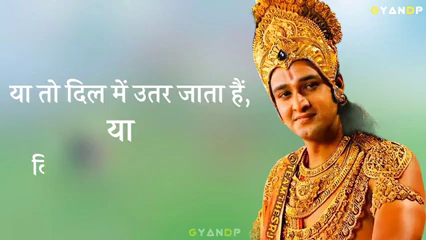 GYANDP
या तो दिल में उतर जाता हैं,
या
दि
GYANDP